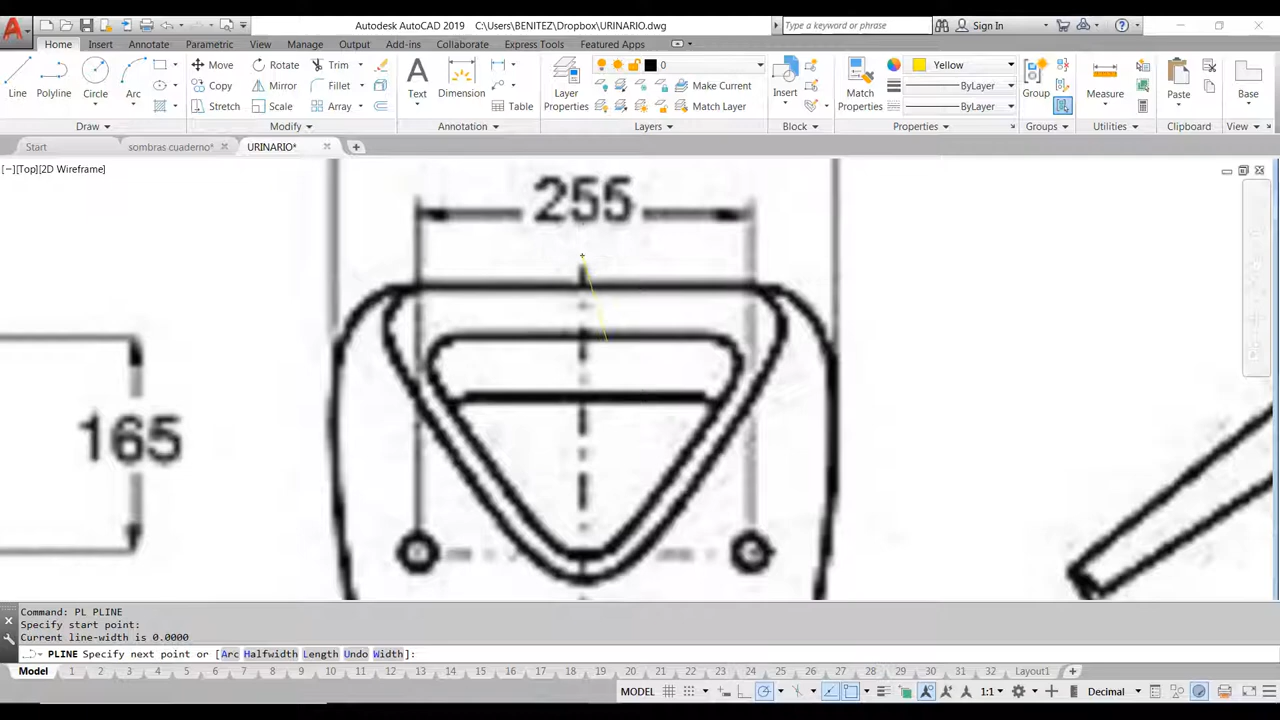 Autodesk AutoCAD 2019 C:\Users\BENITEZ\Dropbox\URINARIO.dwg
Type a keyword or phrase
Sign In
Home Insert Annotate Parametric View Manage Output Add-ins Collaborate Express Tools Featured Apps
Line Polyline Circle Arc
Move Rotate Trim
Copy Mirror Fillet
Stretch Scale Array
Text Dimension Table
Layer Properties
0
Make Current
Match Layer
Insert
Match Properties
Yellow
ByLayer
ByLayer
Group
Measure
Paste
Base
Draw Modify Annotation Layers Block Properties Groups Utilities Clipboard View
Start sombras cuaderno* URINARIO*
[−][Top][2D Wireframe]
255
165
Command: PL PLINE
Specify start point:
Current line-width is 0.0000
PLINE Specify next point or [Arc Halfwidth Length Undo Width]:
Model 1 2 3 4 5 6 7 8 9 10 11 12 13 14 15 16 17 18 19 20 21 22 23 24 25 26 27 28 29 30 31 32 Layout1
MODEL 1:1 Decimal